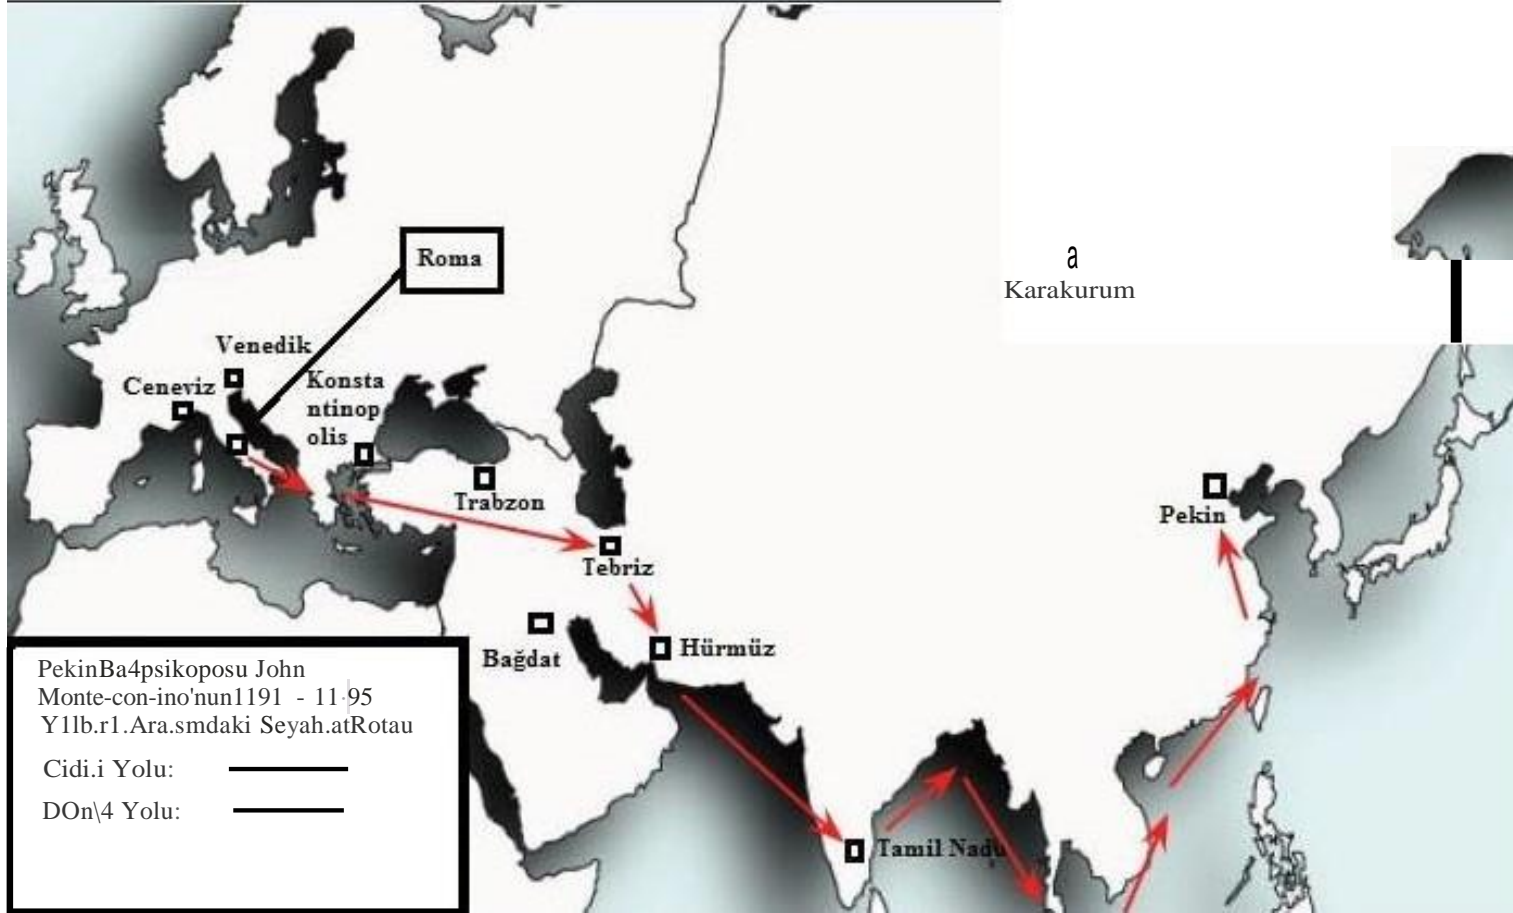 a
Karakurum
Roma
Venedik
Ceneviz
Konsta
ntinop
olis
Trabzon
Tebriz
Pekin
Bağdat
Hürmüz
Tamil Nadu
PekinBa4psikoposu John
Monte-con-ino'nun1191 - 11·95
Y1lb.r1.Ara.smdaki Seyah.atRotau
Cidi.i Yolu:
DOn\4 Yolu: